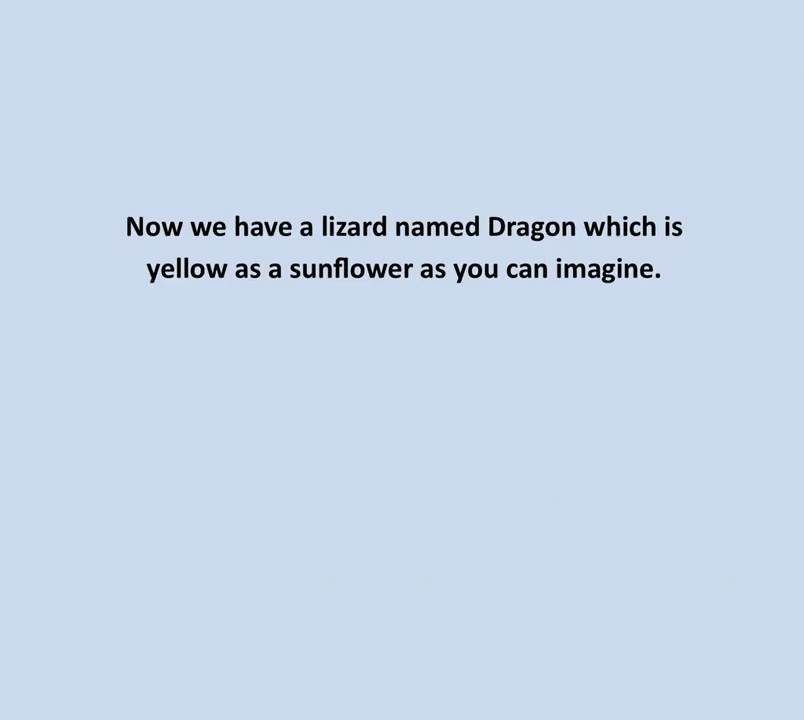 Now we have a lizard named Dragon which is
yellow as a sunflower as you can imagine.